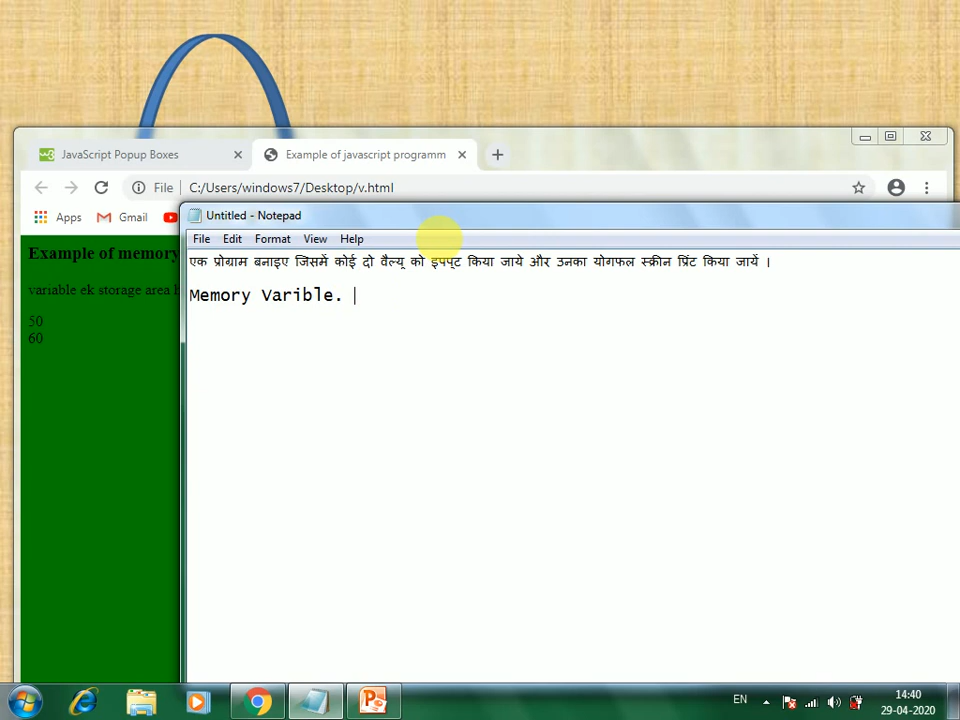 JavaScript Popup Boxes
Example of javascript programm
File
C:/Users/windows7/Desktop/v.html
Apps
Gmail
Untitled - Notepad
File Edit Format View Help
Example of memory
variable ek storage area
50
60
एक प्रोग्राम बनाइए जिसमें कोई दो वैल्यू को इनपुट किया जाये और उनका योगफल स्क्रीन प्रिंट किया जायें ।
Memory Varible.
EN
14:40
29-04-2020